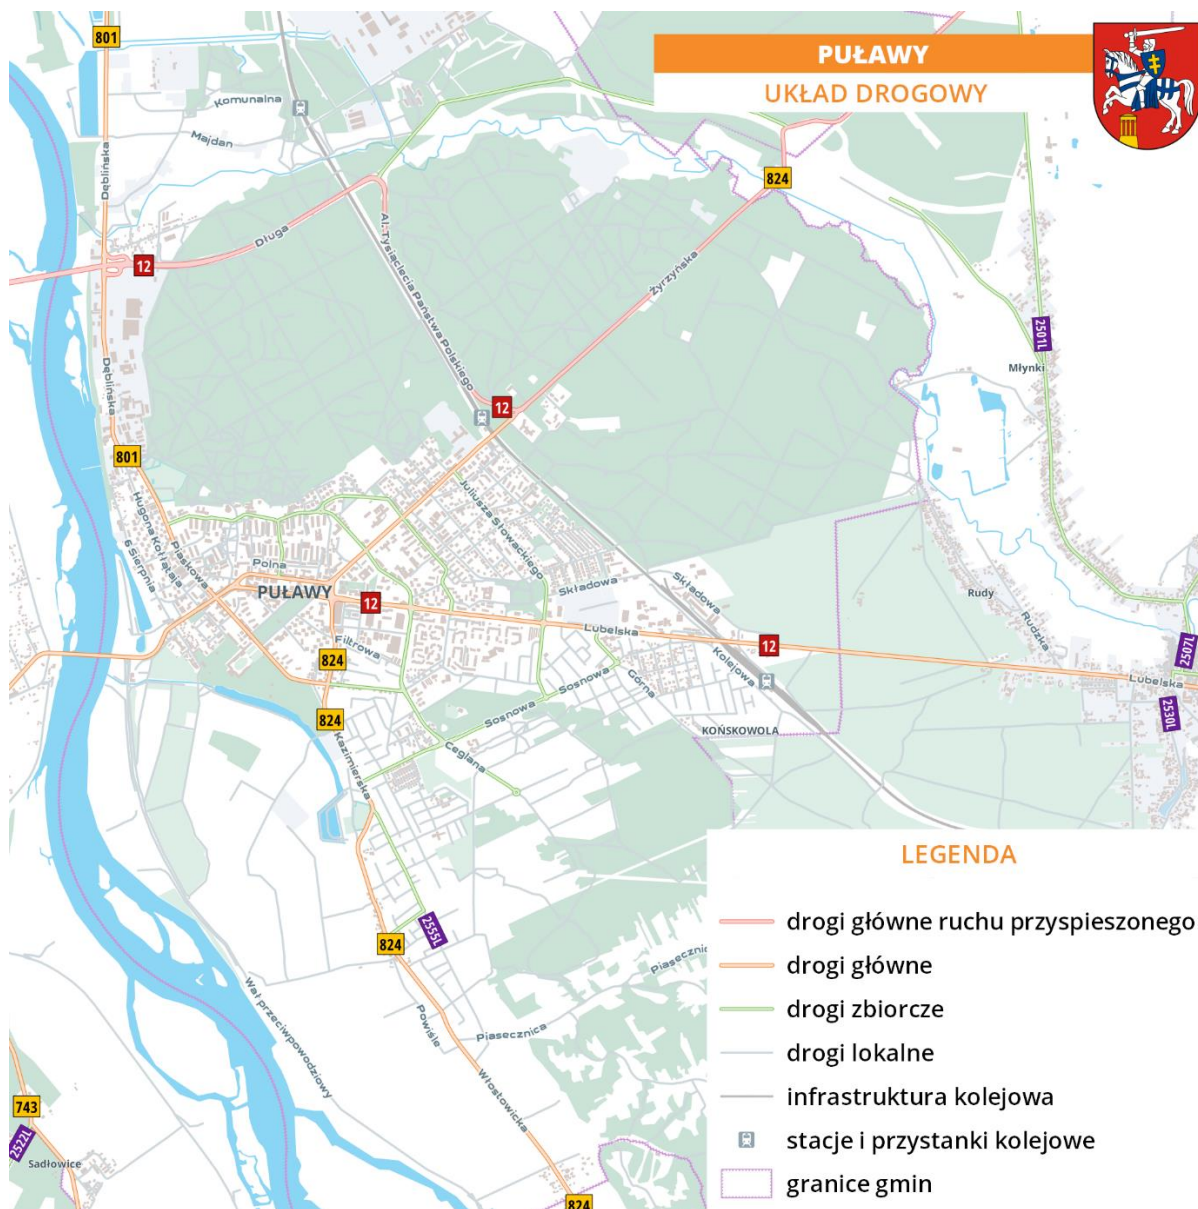 801
PUŁAWY
UKŁAD DROGOWY
Komunalna
Majdan
Dęblińska
824
Długa
12
Al. Tysiąclecia Państwa Polskiego
Żyrzyńska
2501L
Młynki
Dęblińska
12
801
Juliusza Słowackiego
Hugona Kołłątaja
6 Sierpnia
Piaskowa
Polna
PUŁAWY
12
Składowa
Składowa
Rudy
Rudzka
Lubelska
12
2507L
Filtrowa
824
Kolejowa
Lubelska
Górna
Sosnowa
2530L
Sosnowa
824
KOŃSKOWOLA
Kazimierska
Ceglana
LEGENDA
drogi główne ruchu przyspieszonego
drogi główne
drogi zbiorcze
drogi lokalne
infrastruktura kolejowa
stacje i przystanki kolejowe
granice gmin
2555L
824
Piasecznic
Wał przeciwpowodziowy
Powiśle
Piasecznica
Włostowicka
743
2522L
Sadłowice
824